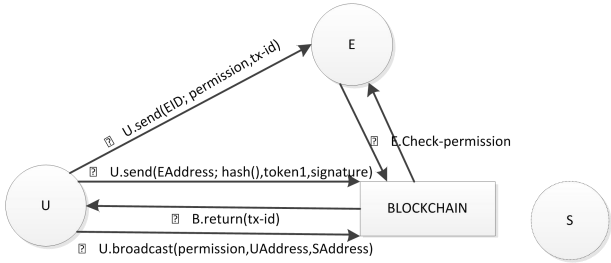 E
U.send(EID; permission,tx-id)
E.Check-permission
U.send(EAddress; hash(),token1,signature)
U
BLOCKCHAIN
S
B.return(tx-id)
U.broadcast(permission,UAddress,SAddress)